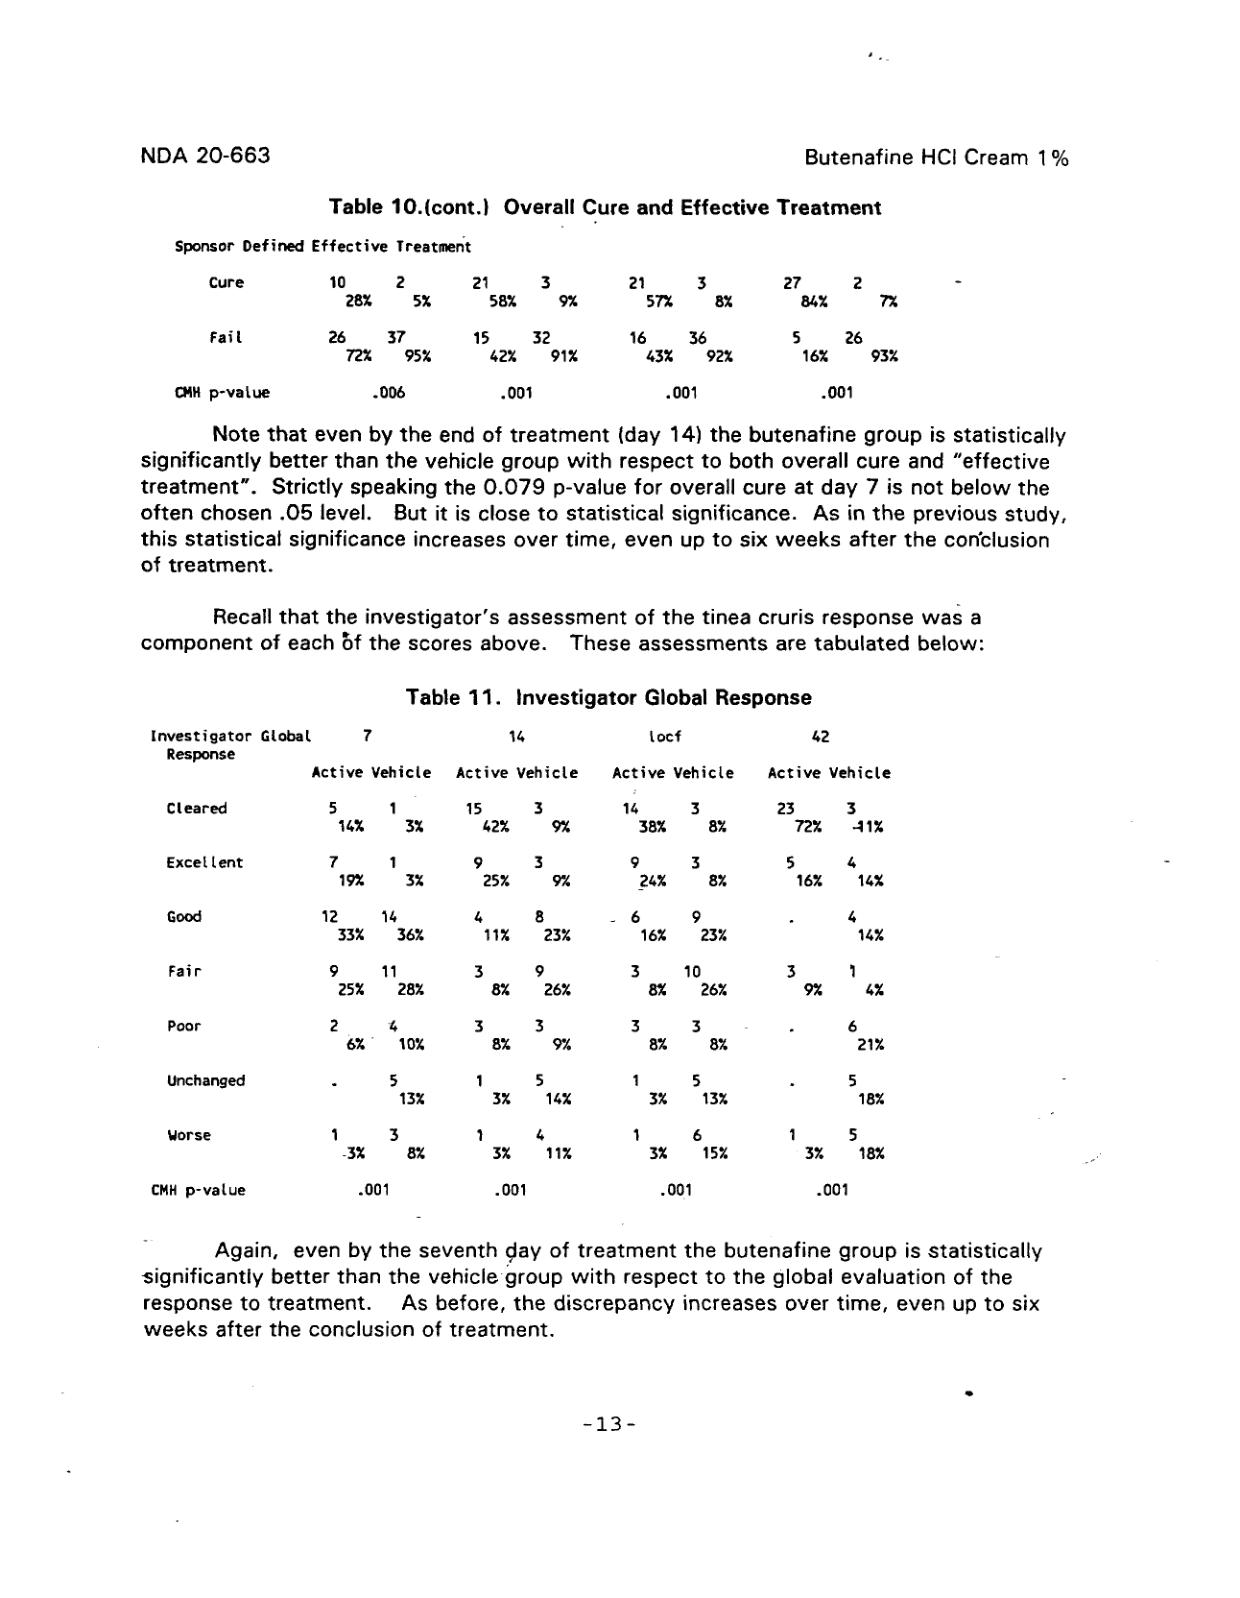 NDA 20-663 Butenafine HCl Cream 1%
Table 10.(cont.) Overall Cure and Effective Treatment
Sponsor Defined Effective Treatment
Cure 10 2 21 3 21 3 27 2
28% 5% 58% 9% 57% 8% 84% 7%
Fail 26 37 15 32 16 36 5 26
72% 95% 42% 91% 43% 92% 16% 93%
CMH p-value .006 .001 .001 .001
Note that even by the end of treatment (day 14) the butenafine group is statistically
significantly better than the vehicle group with respect to both overall cure and "effective
treatment". Strictly speaking the 0.079 p-value for overall cure at day 7 is not below the
often chosen .05 level. But it is close to statistical significance. As in the previous study,
this statistical significance increases over time, even up to six weeks after the conclusion
of treatment.
Recall that the investigator's assessment of the tinea cruris response was a
component of each of the scores above. These assessments are tabulated below:
Table 11. Investigator Global Response
Investigator Global 7 14 locf 42
Response
Active Vehicle Active Vehicle Active Vehicle Active Vehicle
Cleared 5 1 15 3 14 3 23 3
14% 3% 42% 9% 38% 8% 72% 11%
Excellent 7 1 9 3 9 3 5 4
19% 3% 25% 9% 24% 8% 16% 14%
Good 12 14 4 8 6 9 . 4
33% 36% 11% 23% 16% 23% 14%
Fair 9 11 3 9 3 10 3 1
25% 28% 8% 26% 8% 26% 9% 4%
Poor 2 4 3 3 3 3 . 6
6% 10% 8% 9% 8% 8% 21%
Unchanged . 5 1 5 1 5 . 5
13% 3% 14% 3% 13% 18%
Worse 1 3 1 4 1 6 1 5
3% 8% 3% 11% 3% 15% 3% 18%
CMH p-value .001 .001 .001 .001
Again, even by the seventh day of treatment the butenafine group is statistically
significantly better than the vehicle group with respect to the global evaluation of the
response to treatment. As before, the discrepancy increases over time, even up to six
weeks after the conclusion of treatment.
-13-